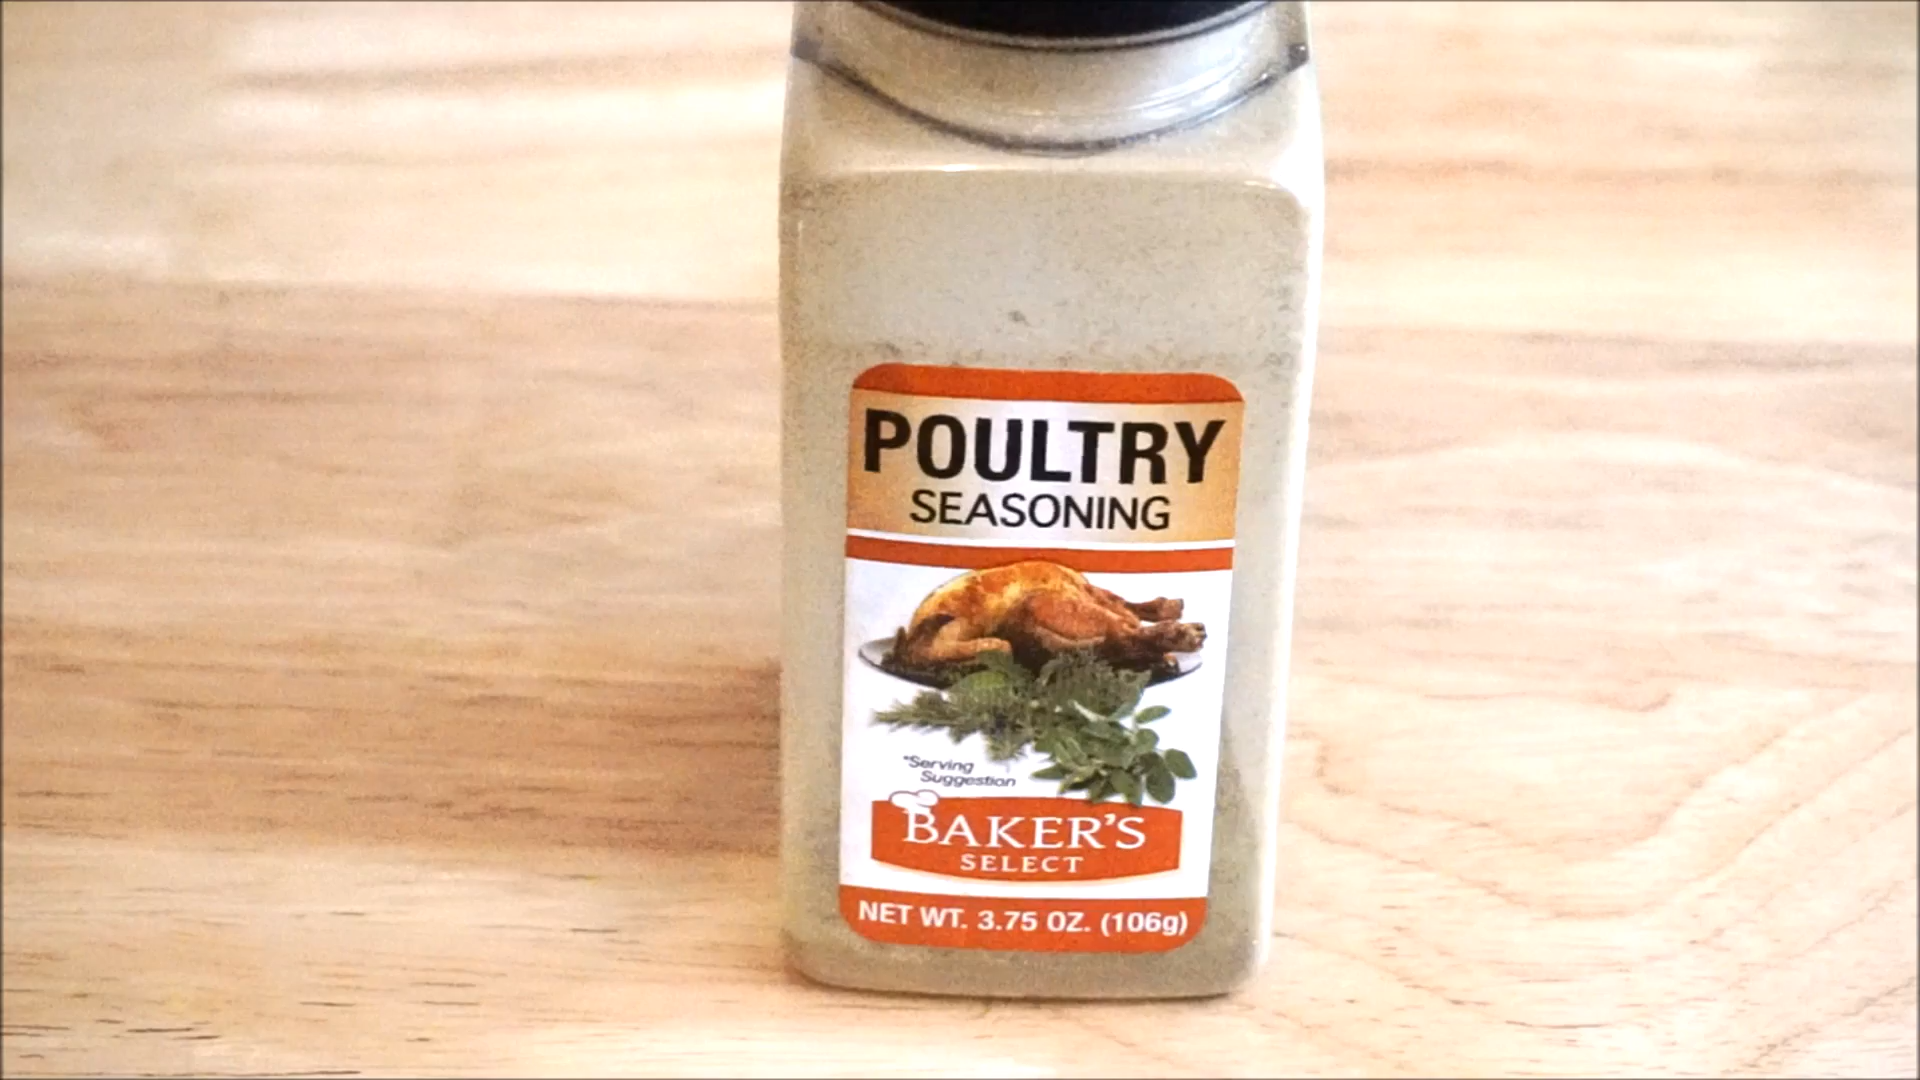 POULTRY
SEASONING
*Serving
Suggestion
BAKER'S
SELECT
NET WT. 3.75 OZ. (106g)